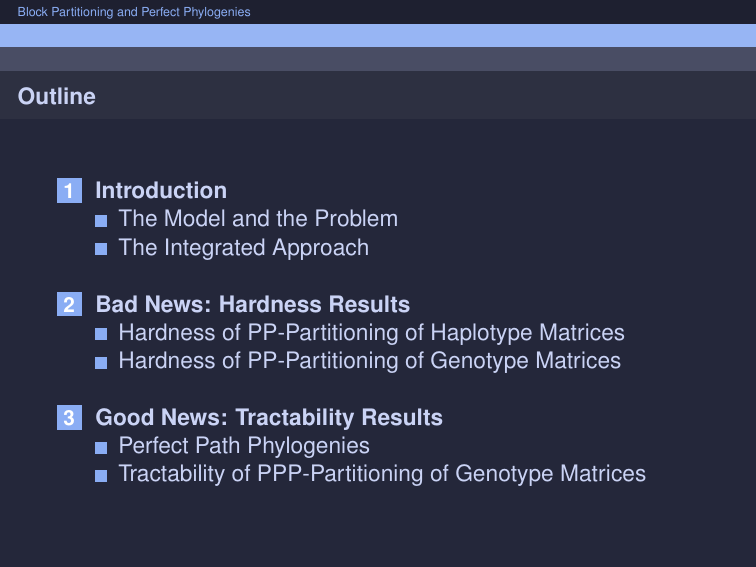 Block Partitioning and Perfect Phylogenies
Outline
1 Introduction
The Model and the Problem
The Integrated Approach
2 Bad News: Hardness Results
Hardness of PP-Partitioning of Haplotype Matrices
Hardness of PP-Partitioning of Genotype Matrices
3 Good News: Tractability Results
Perfect Path Phylogenies
Tractability of PPP-Partitioning of Genotype Matrices